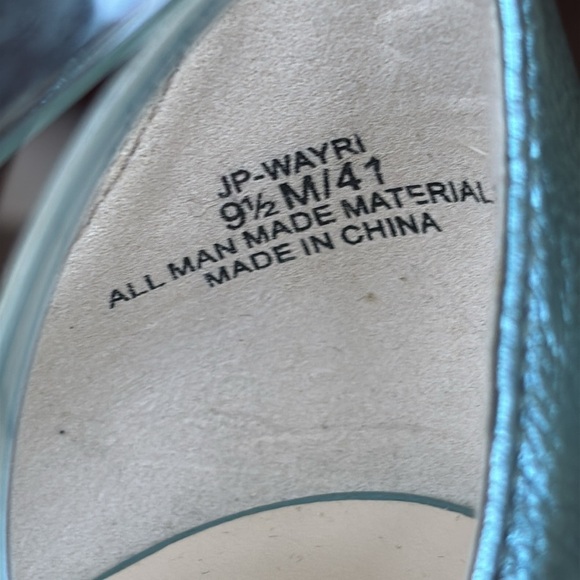 JP-WAYRI
9½ M/41
ALL MAN MADE MATERIAL
MADE IN CHINA